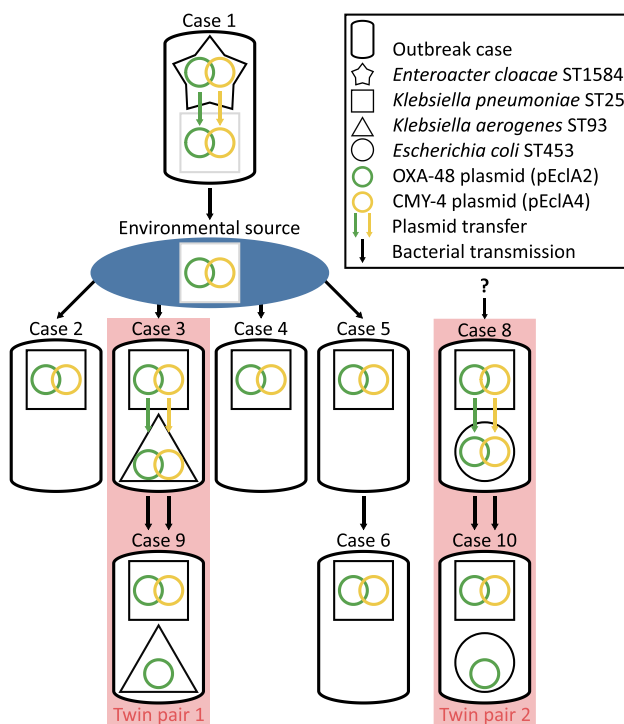 Case 1
Outbreak case
Enteroacter cloacae ST1584
Klebsiella pneumoniae ST25
Klebsiella aerogenes ST93
Escherichia coli ST453
OXA-48 plasmid (pEclA2)
CMY-4 plasmid (pEclA4)
Plasmid transfer
Bacterial transmission
Environmental source
?
Case 2
Case 3
Case 4
Case 5
Case 8
Case 9
Case 6
Case 10
Twin pair 1
Twin pair 2